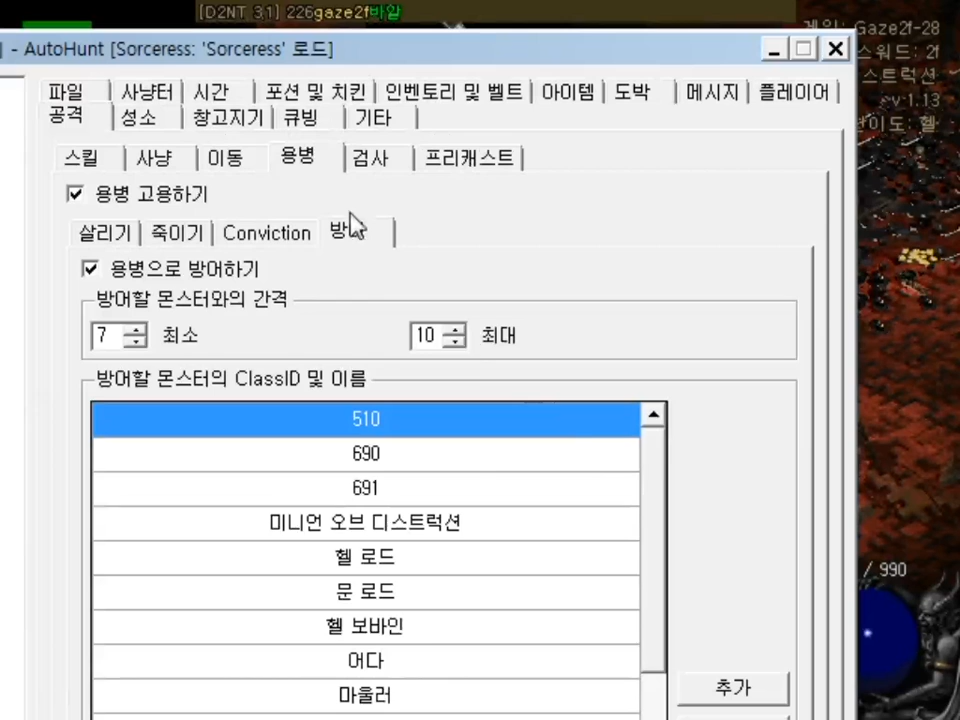 [D2NT 3.1] 226gaze2f바알
- AutoHunt [Sorceress: 'Sorceress' 로드]
Gaze2f-28
스워드: 2f
스트럭션
v 1.13
이도: 헬
파일 사냥터 시간 포션 및 치킨 인벤토리 및 벨트 아이템 도박 메시지 플레이어
공격 성소 창고지기 큐빙 기타
스킬 사냥 이동 용병 검사 프리캐스트
용병 고용하기
살리기 죽이기 Conviction
용병으로 방어하기
방어할 몬스터와의 간격
7 최소 10 최대
방어할 몬스터의 ClassID 및 이름
510
690
691
미니언 오브 디스트럭션
헬 로드
문 로드
헬 보바인
어다
마울러
추가
/ 990